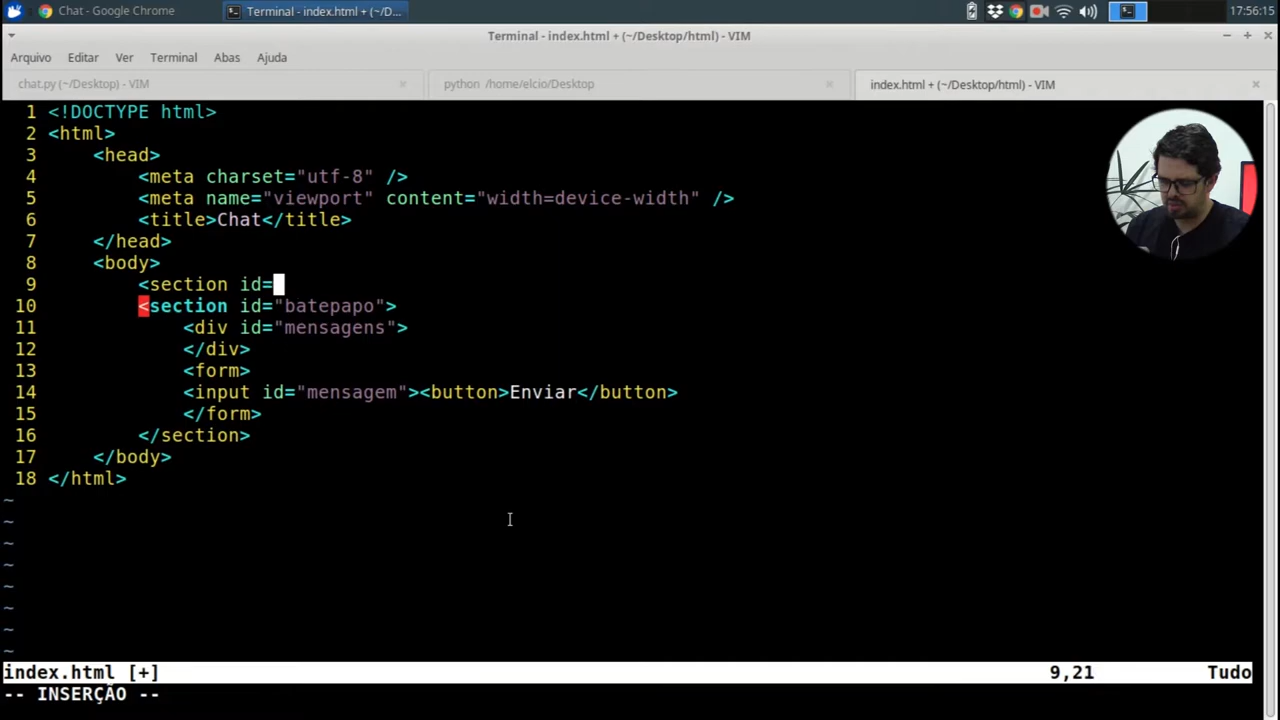 Chat - Google Chrome
Terminal - index.html + (~/D...
17:56:15
Terminal - index.html + (~/Desktop/html) - VIM
Arquivo Editar Ver Terminal Abas Ajuda
chat.py (~/Desktop) - VIM
python /home/elcio/Desktop
index.html + (~/Desktop/html) - VIM
1 <!DOCTYPE html>
2 <html>
3     <head>
4         <meta charset="utf-8" />
5         <meta name="viewport" content="width=device-width" />
6         <title>Chat</title>
7     </head>
8     <body>
9         <section id=
10         <section id="batepapo">
11             <div id="mensagens">
12             </div>
13             <form>
14             <input id="mensagem"><button>Enviar</button>
15             </form>
16         </section>
17     </body>
18 </html>
~
~
~
~
~
~
~
~
index.html [+] 9,21 Tudo
-- INSERÇÃO --